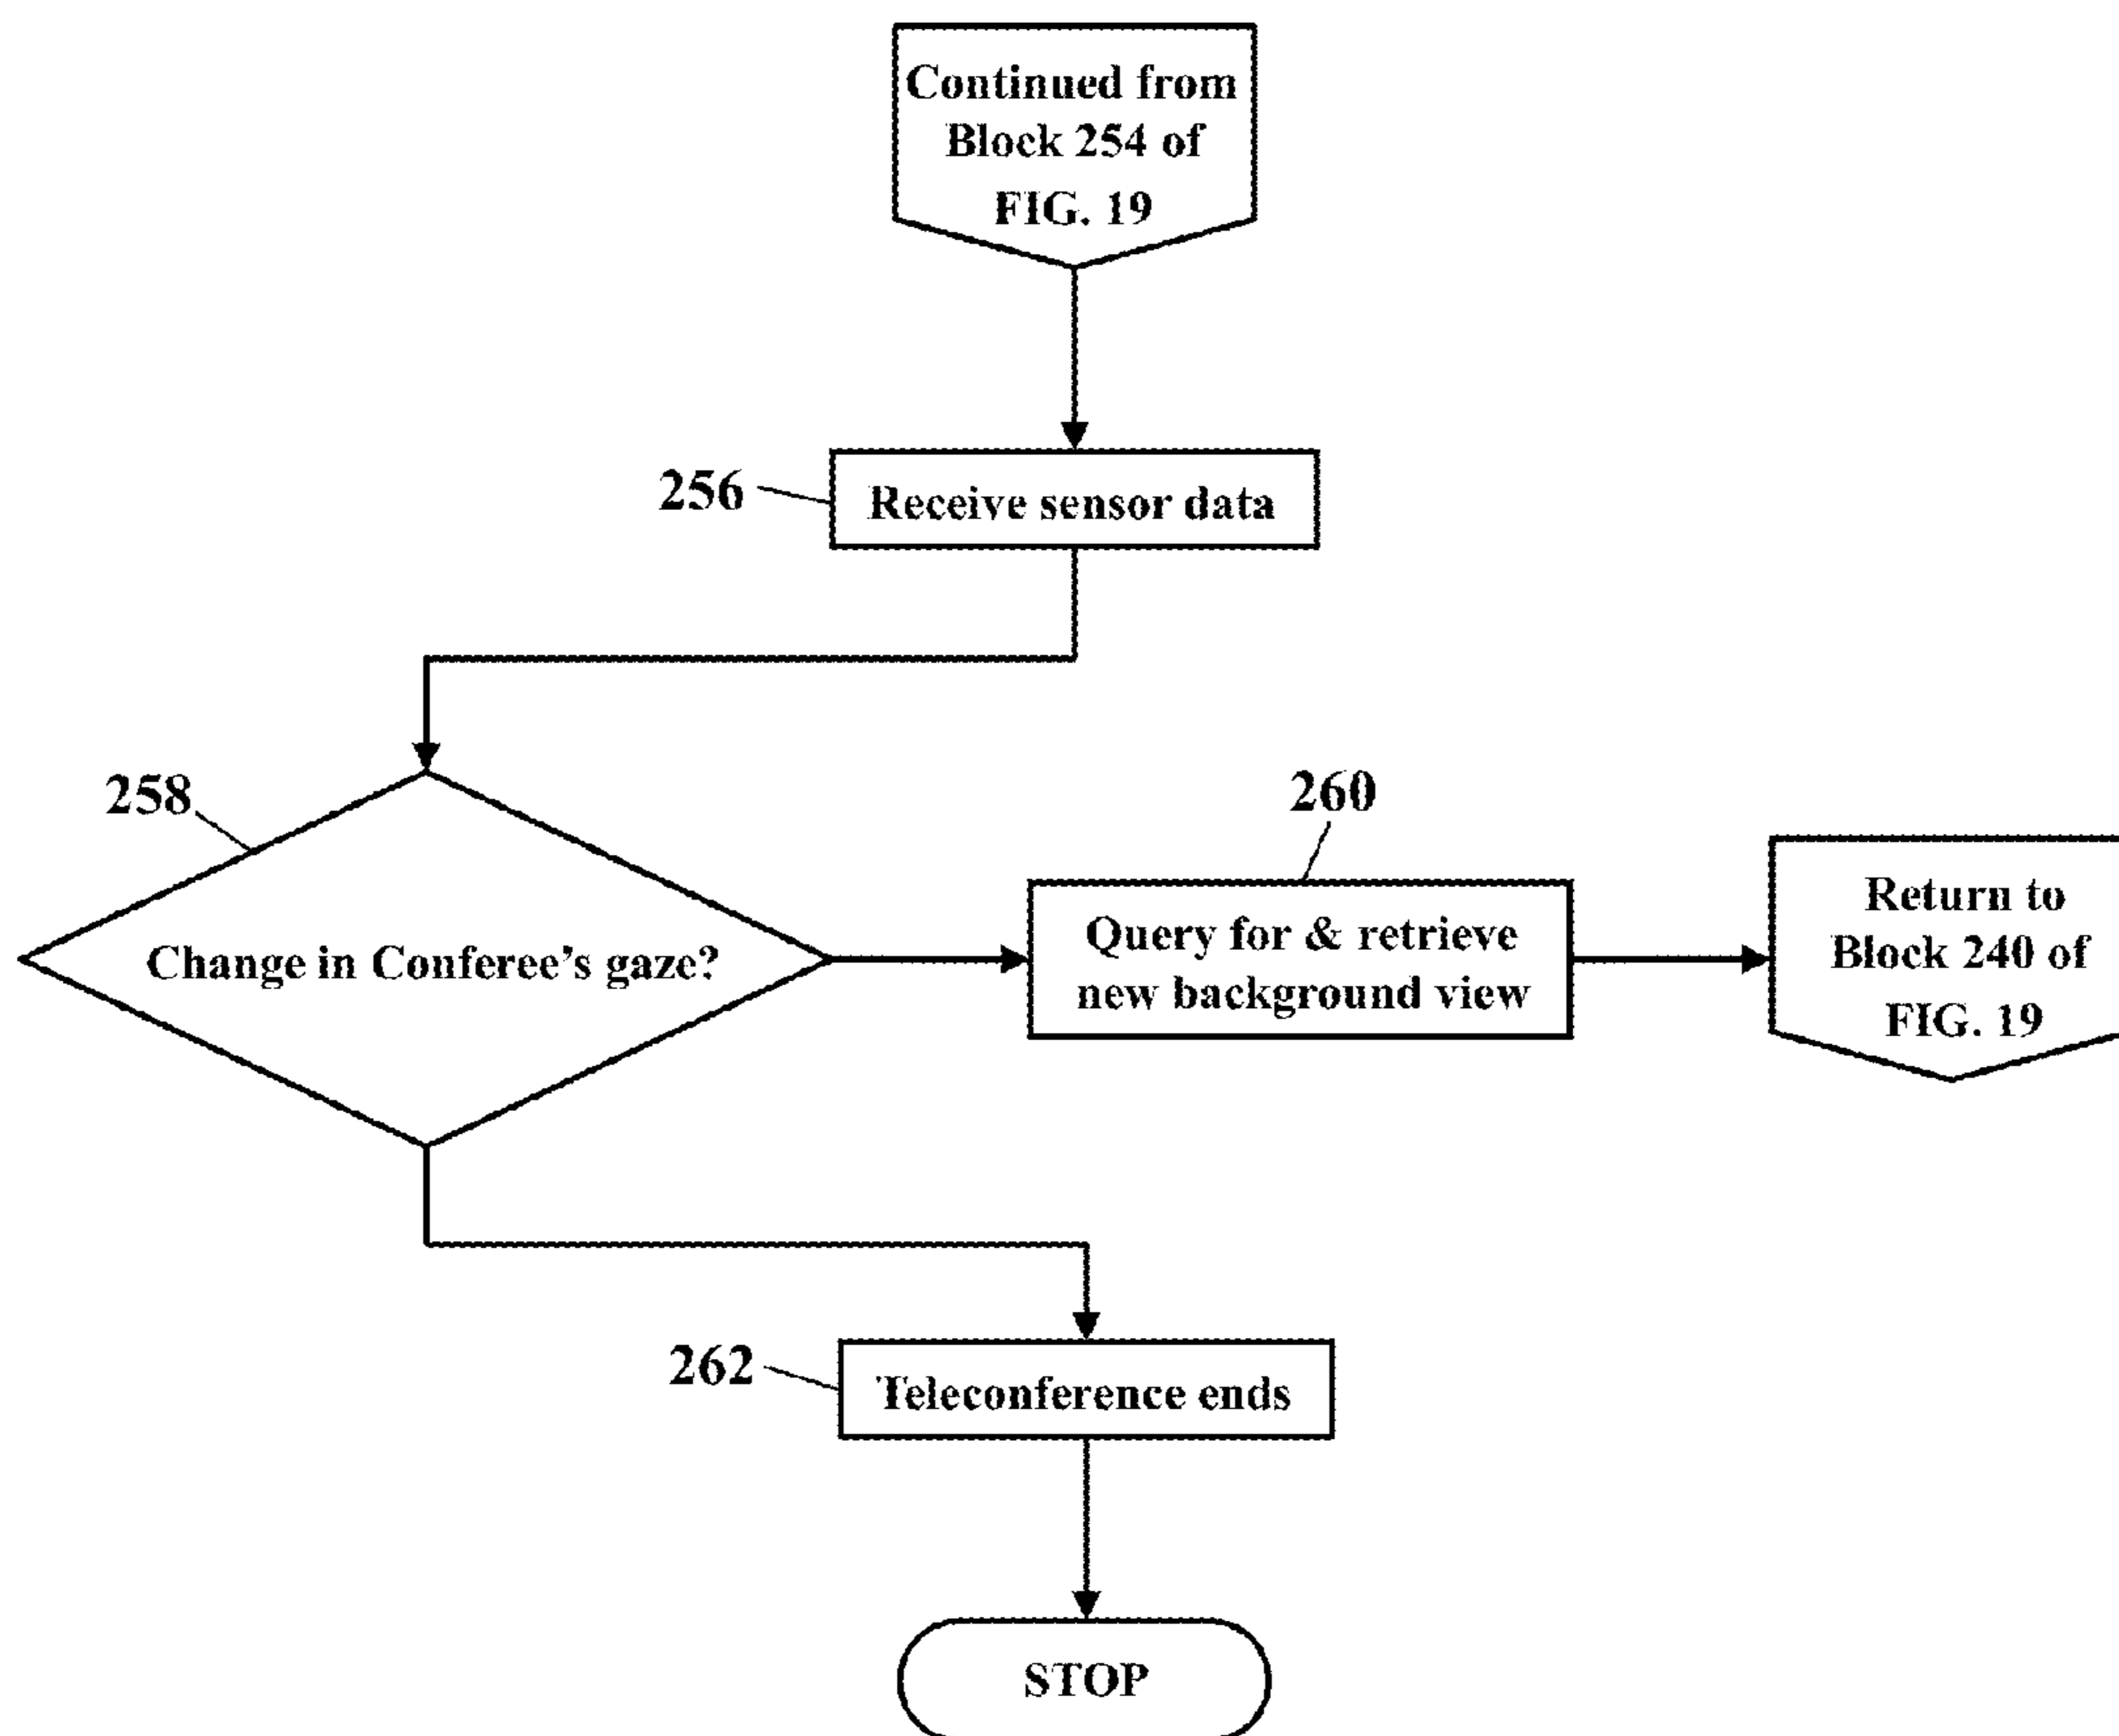 Continued from
Block 254 of
FIG. 19
256
Receive sensor data
258
Change in Conferee's gaze?
260
Query for & retrieve
new background view
Return to
Block 240 of
FIG. 19
262
Teleconference ends
STOP